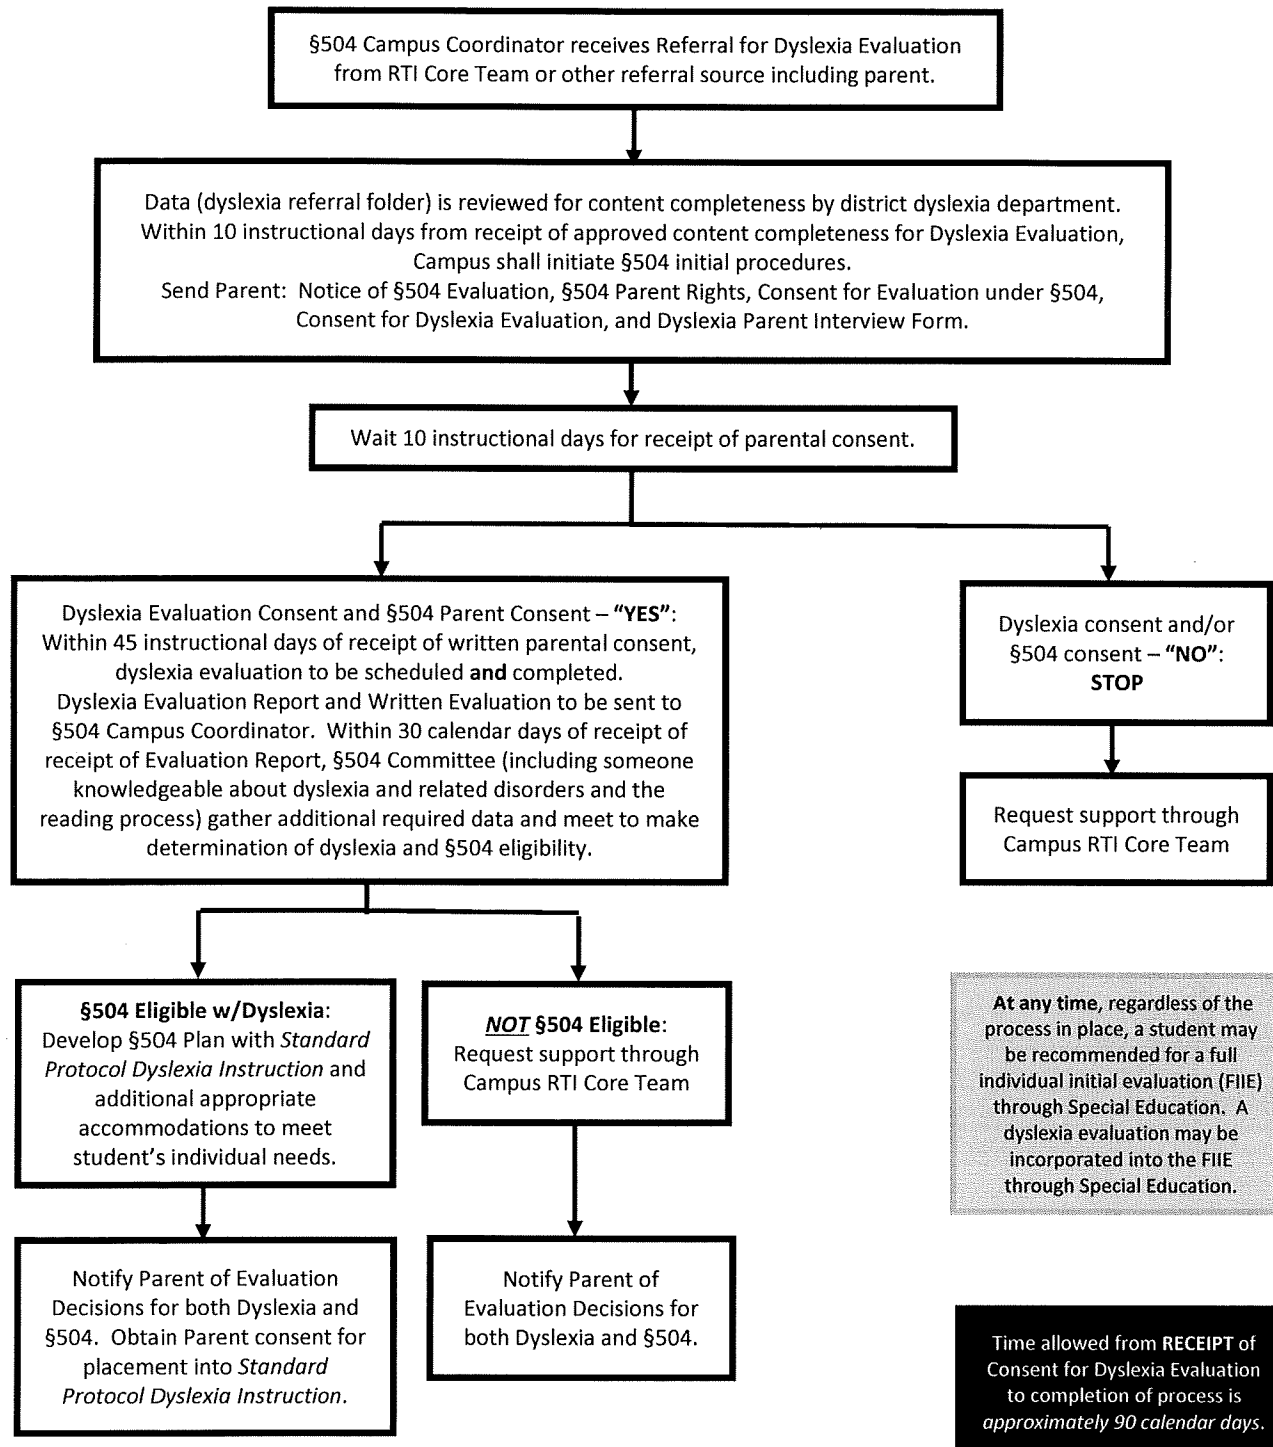 §504 Campus Coordinator receives Referral for Dyslexia Evaluation
from RTI Core Team or other referral source including parent.
Data (dyslexia referral folder) is reviewed for content completeness by district dyslexia department.
Within 10 instructional days from receipt of approved content completeness for Dyslexia Evaluation,
Campus shall initiate §504 initial procedures.
Send Parent: Notice of §504 Evaluation, §504 Parent Rights, Consent for Evaluation under §504,
Consent for Dyslexia Evaluation, and Dyslexia Parent Interview Form.
Wait 10 instructional days for receipt of parental consent.
Dyslexia Evaluation Consent and §504 Parent Consent – “YES”:
Within 45 instructional days of receipt of written parental consent,
dyslexia evaluation to be scheduled and completed.
Dyslexia Evaluation Report and Written Evaluation to be sent to
§504 Campus Coordinator. Within 30 calendar days of receipt of
receipt of Evaluation Report, §504 Committee (including someone
knowledgeable about dyslexia and related disorders and the
reading process) gather additional required data and meet to make
determination of dyslexia and §504 eligibility.
Dyslexia consent and/or
§504 consent – “NO”:
STOP
Request support through
Campus RTI Core Team
§504 Eligible w/Dyslexia:
Develop §504 Plan with Standard
Protocol Dyslexia Instruction and
additional appropriate
accommodations to meet
student’s individual needs.
NOT §504 Eligible:
Request support through
Campus RTI Core Team
At any time, regardless of the
process in place, a student may
be recommended for a full
individual initial evaluation (FIIE)
through Special Education. A
dyslexia evaluation may be
incorporated into the FIIE
through Special Education.
Notify Parent of Evaluation
Decisions for both Dyslexia and
§504. Obtain Parent consent for
placement into Standard
Protocol Dyslexia Instruction.
Notify Parent of
Evaluation Decisions for
both Dyslexia and §504.
Time allowed from RECEIPT of
Consent for Dyslexia Evaluation
to completion of process is
approximately 90 calendar days.